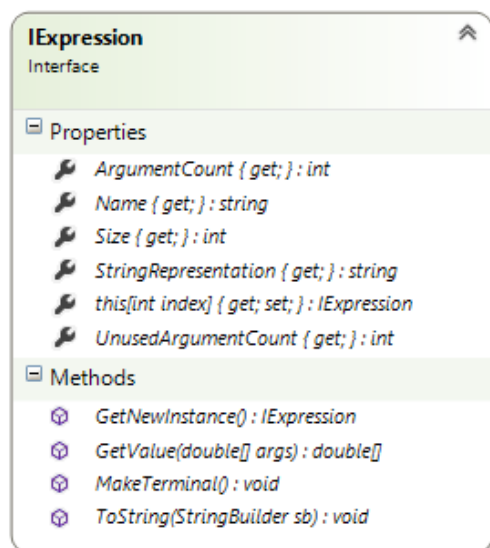 IExpression
Interface
Properties
ArgumentCount { get; } : int
Name { get; } : string
Size { get; } : int
StringRepresentation { get; } : string
this[int index] { get; set; } : IExpression
UnusedArgumentCount { get; } : int
Methods
GetNewInstance() : IExpression
GetValue(double[] args) : double[]
MakeTerminal() : void
ToString(StringBuilder sb) : void